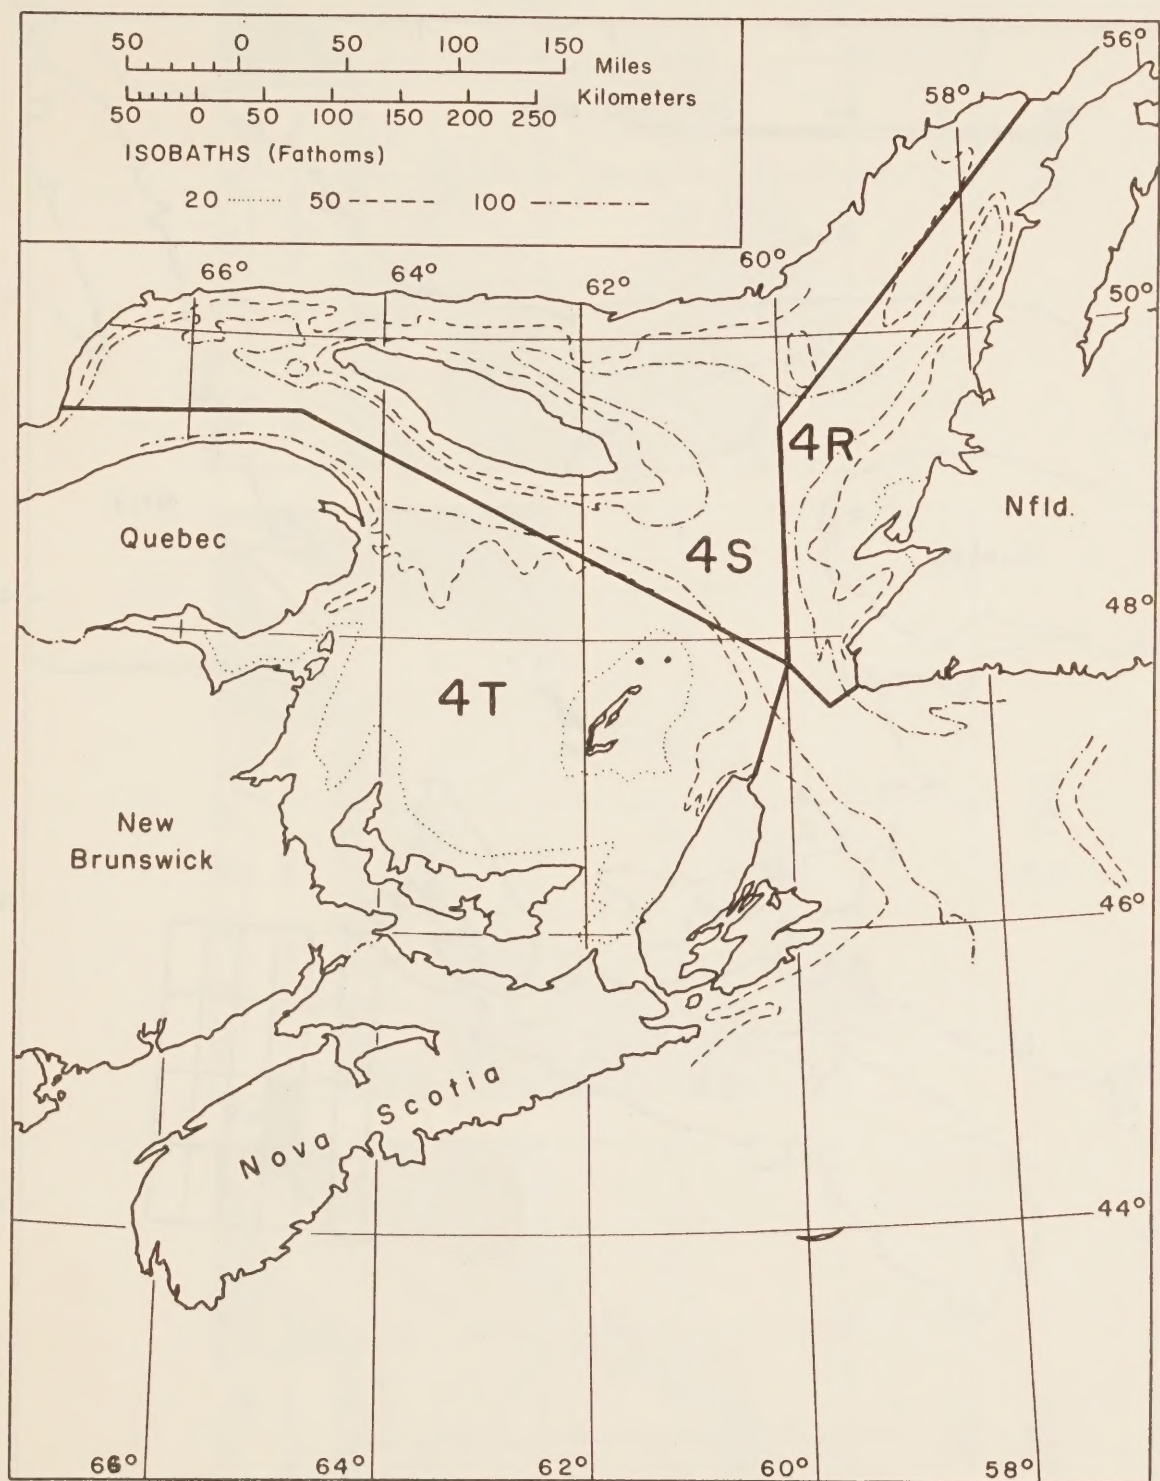 50 0 50 100 150
Miles
Kilometers
50 0 50 100 150 200 250
ISOBATHS (Fathoms)
20 50 100
56°
58°
60°
66° 64° 62°
50°
4R
Nfld.
Quebec
4S
48°
4T
New
Brunswick
46°
Nova Scotia
44°
66° 64° 62° 60° 58°